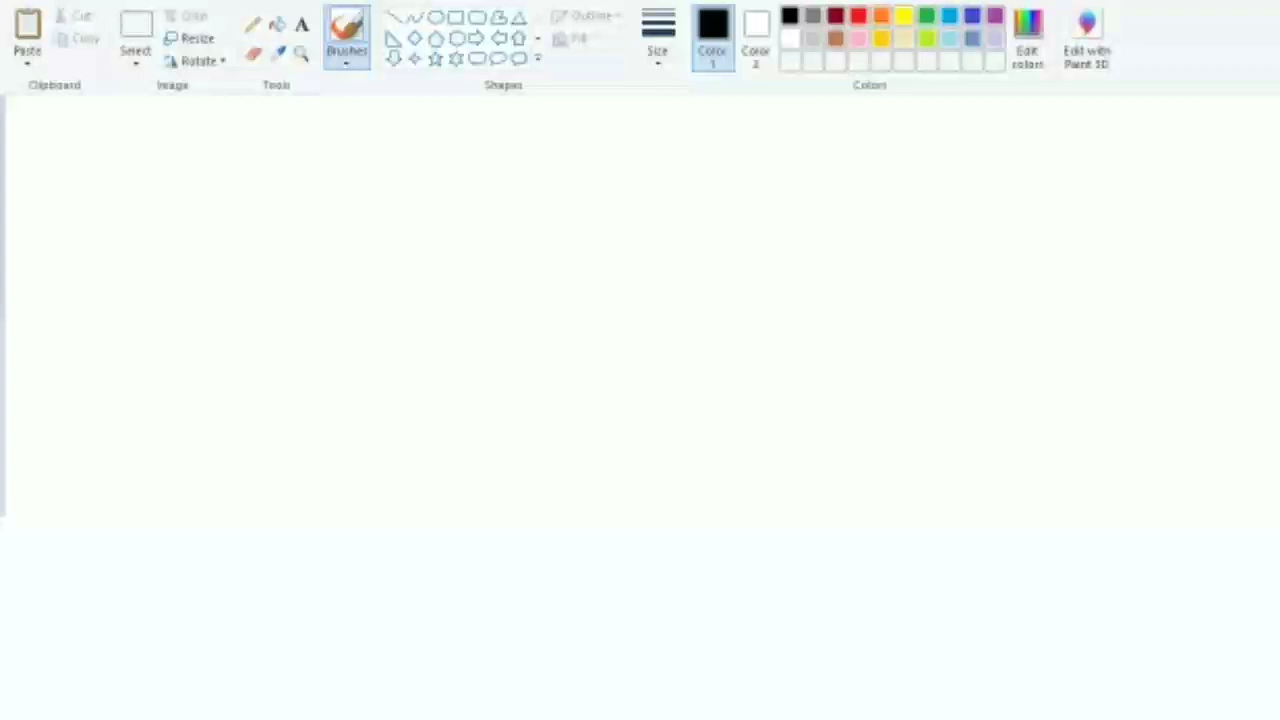 Paste
Cut
Copy
Select
Crop
Resize
Rotate
A
Brushes
Outline
Fill
Size
Color
1
Color
2
Edit
colors
Edit with
Paint 3D
Clipboard
Image
Tools
Shapes
Colors